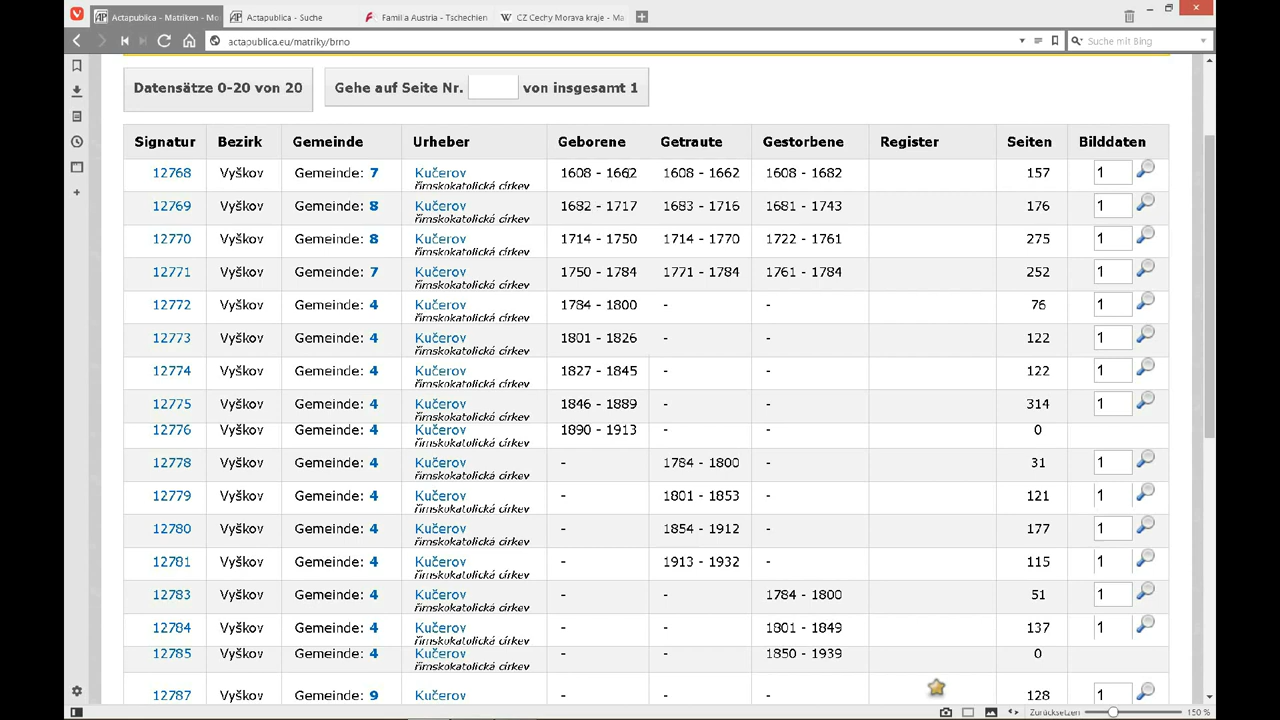 Actapublica - Matriken - Mo
Actapublica - Suche
Famil a Austria - Tschechien
CZ Cechy Morava kraje - Ma
actapublica.eu/matriky/brno
Suche mit Bing
Datensätze 0-20 von 20 Gehe auf Seite Nr. von insgesamt 1
Signatur Bezirk Gemeinde Urheber Geborene Getraute Gestorbene Register Seiten Bilddaten
12768 Vyškov Gemeinde: 7 Kučerov 1608 - 1662 1608 - 1662 1608 - 1682 157 1
římskokatolická církev
12769 Vyškov Gemeinde: 8 Kučerov 1682 - 1717 1683 - 1716 1681 - 1743 176 1
římskokatolická církev
12770 Vyškov Gemeinde: 8 Kučerov 1714 - 1750 1714 - 1770 1722 - 1761 275 1
římskokatolická církev
12771 Vyškov Gemeinde: 7 Kučerov 1750 - 1784 1771 - 1784 1761 - 1784 252 1
římskokatolická církev
12772 Vyškov Gemeinde: 4 Kučerov 1784 - 1800 - - 76 1
římskokatolická církev
12773 Vyškov Gemeinde: 4 Kučerov 1801 - 1826 - - 122 1
římskokatolická církev
12774 Vyškov Gemeinde: 4 Kučerov 1827 - 1845 - - 122 1
římskokatolická církev
12775 Vyškov Gemeinde: 4 Kučerov 1846 - 1889 - - 314 1
římskokatolická církev
12776 Vyškov Gemeinde: 4 Kučerov 1890 - 1913 - - 0
římskokatolická církev
12778 Vyškov Gemeinde: 4 Kučerov - 1784 - 1800 - 31 1
římskokatolická církev
12779 Vyškov Gemeinde: 4 Kučerov - 1801 - 1853 - 121 1
římskokatolická církev
12780 Vyškov Gemeinde: 4 Kučerov - 1854 - 1912 - 177 1
římskokatolická církev
12781 Vyškov Gemeinde: 4 Kučerov - 1913 - 1932 - 115 1
římskokatolická církev
12783 Vyškov Gemeinde: 4 Kučerov - - 1784 - 1800 51 1
římskokatolická církev
12784 Vyškov Gemeinde: 4 Kučerov - - 1801 - 1849 137 1
římskokatolická církev
12785 Vyškov Gemeinde: 4 Kučerov - - 1850 - 1939 0
římskokatolická církev
12787 Vyškov Gemeinde: 9 Kučerov - - - 128 1
Zurücksetzen 150 %